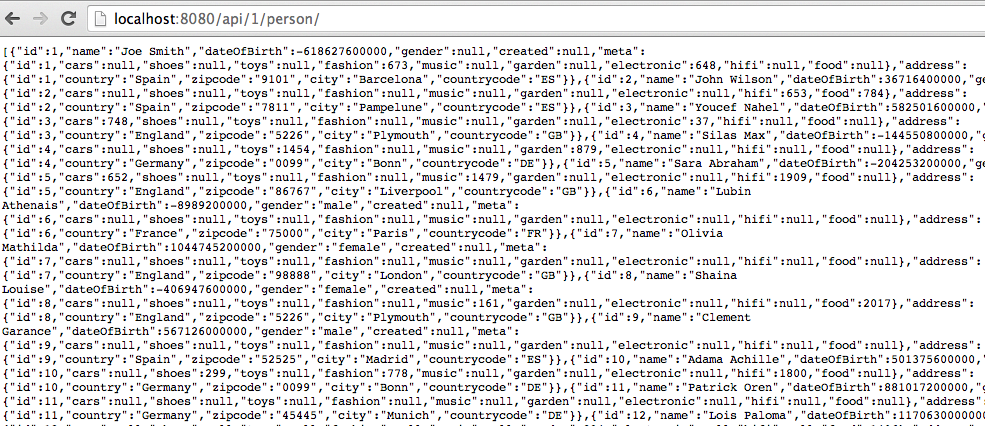 localhost:8080/api/1/person/
[{"id":1,"name":"Joe Smith","dateOfBirth":-618627600000,"gender":null,"created":null,"meta":
{"id":1,"cars":null,"shoes":null,"toys":null,"fashion":673,"music":null,"garden":null,"electronic":648,"hifi":null,"food":null},"address":
{"id":1,"country":"Spain","zipcode":"9101","city":"Barcelona","countrycode":"ES"}},{"id":2,"name":"John Wilson","dateOfBirth":36716400000,"ge
{"id":2,"cars":null,"shoes":null,"toys":null,"fashion":null,"music":null,"garden":null,"electronic":null,"hifi":653,"food":784},"address":
{"id":2,"country":"Spain","zipcode":"7811","city":"Pampelune","countrycode":"ES"}},{"id":3,"name":"Youcef Nahel","dateOfBirth":582501600000,"
{"id":3,"cars":748,"shoes":null,"toys":null,"fashion":null,"music":null,"garden":null,"electronic":37,"hifi":null,"food":null},"address":
{"id":3,"country":"England","zipcode":"5226","city":"Plymouth","countrycode":"GB"}},{"id":4,"name":"Silas Max","dateOfBirth":-144550800000,"g
{"id":4,"cars":null,"shoes":null,"toys":1454,"fashion":null,"music":null,"garden":879,"electronic":null,"hifi":null,"food":null},"address":
{"id":4,"country":"Germany","zipcode":"0099","city":"Bonn","countrycode":"DE"}},{"id":5,"name":"Sara Abraham","dateOfBirth":-204253200000,"ge
{"id":5,"cars":652,"shoes":null,"toys":null,"fashion":null,"music":1479,"garden":null,"electronic":null,"hifi":1909,"food":null},"address":
{"id":5,"country":"England","zipcode":"86767","city":"Liverpool","countrycode":"GB"}},{"id":6,"name":"Lubin
Athenais","dateOfBirth":-8989200000,"gender":"male","created":null,"meta":
{"id":6,"cars":null,"shoes":null,"toys":null,"fashion":null,"music":null,"garden":null,"electronic":null,"hifi":null,"food":null},"address":
{"id":6,"country":"France","zipcode":"75000","city":"Paris","countrycode":"FR"}},{"id":7,"name":"Olivia
Mathilda","dateOfBirth":1044745200000,"gender":"female","created":null,"meta":
{"id":7,"cars":null,"shoes":null,"toys":null,"fashion":null,"music":null,"garden":null,"electronic":null,"hifi":null,"food":null},"address":
{"id":7,"country":"England","zipcode":"98888","city":"London","countrycode":"GB"}},{"id":8,"name":"Shaina
Louise","dateOfBirth":-406947600000,"gender":"female","created":null,"meta":
{"id":8,"cars":null,"shoes":null,"toys":null,"fashion":null,"music":161,"garden":null,"electronic":null,"hifi":null,"food":2017},"address":
{"id":8,"country":"England","zipcode":"5226","city":"Plymouth","countrycode":"GB"}},{"id":9,"name":"Clement
Garance","dateOfBirth":567126000000,"gender":"male","created":null,"meta":
{"id":9,"cars":null,"shoes":null,"toys":null,"fashion":null,"music":null,"garden":null,"electronic":null,"hifi":null,"food":null},"address":
{"id":9,"country":"Spain","zipcode":"52525","city":"Madrid","countrycode":"ES"}},{"id":10,"name":"Adama Achille","dateOfBirth":501375600000,"
{"id":10,"cars":null,"shoes":299,"toys":null,"fashion":778,"music":null,"garden":null,"electronic":null,"hifi":1800,"food":null},"address":
{"id":10,"country":"Germany","zipcode":"0099","city":"Bonn","countrycode":"DE"}},{"id":11,"name":"Patrick Oren","dateOfBirth":881017200000,"g
{"id":11,"cars":null,"shoes":null,"toys":null,"fashion":null,"music":null,"garden":null,"electronic":null,"hifi":null,"food":null},"address":
{"id":11,"country":"Germany","zipcode":"45445","city":"Munich","countrycode":"DE"}},{"id":12,"name":"Lois Paloma","dateOfBirth":1170630000000